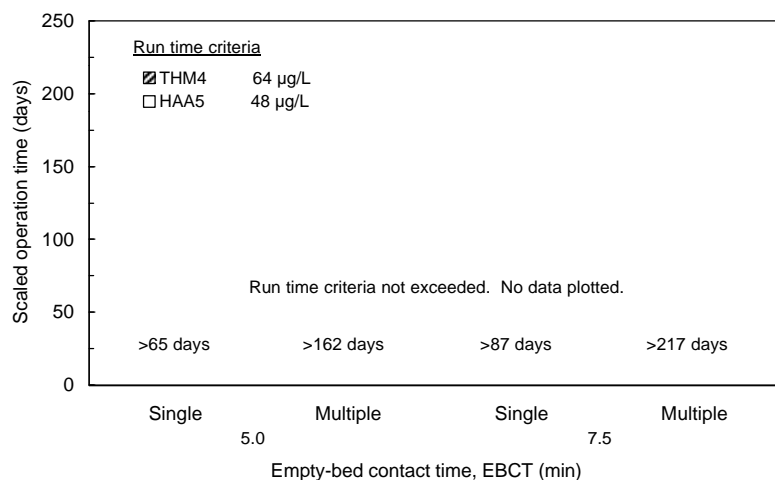 250
200
150
100
50
0
Scaled operation time (days)
Run time criteria
THM4 64 µg/L
HAA5 48 µg/L
Run time criteria not exceeded. No data plotted.
>65 days >162 days >87 days >217 days
Single Multiple Single Multiple
5.0 7.5
Empty-bed contact time, EBCT (min)